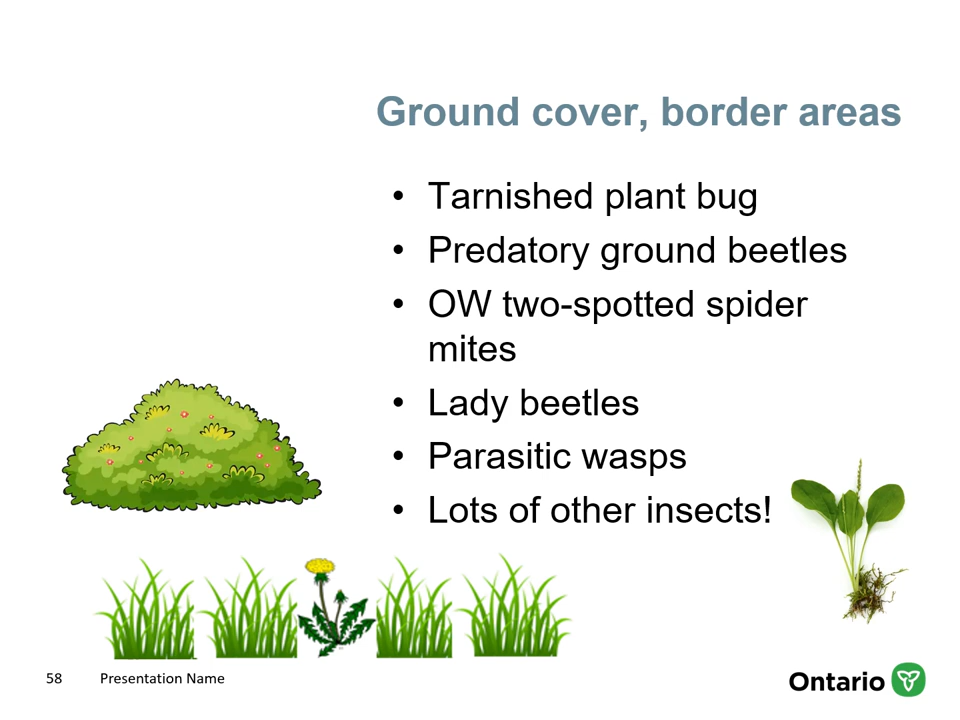 Ground cover, border areas
• Tarnished plant bug
• Predatory ground beetles
• OW two-spotted spider
mites
• Lady beetles
• Parasitic wasps
• Lots of other insects!
58 Presentation Name
Ontario